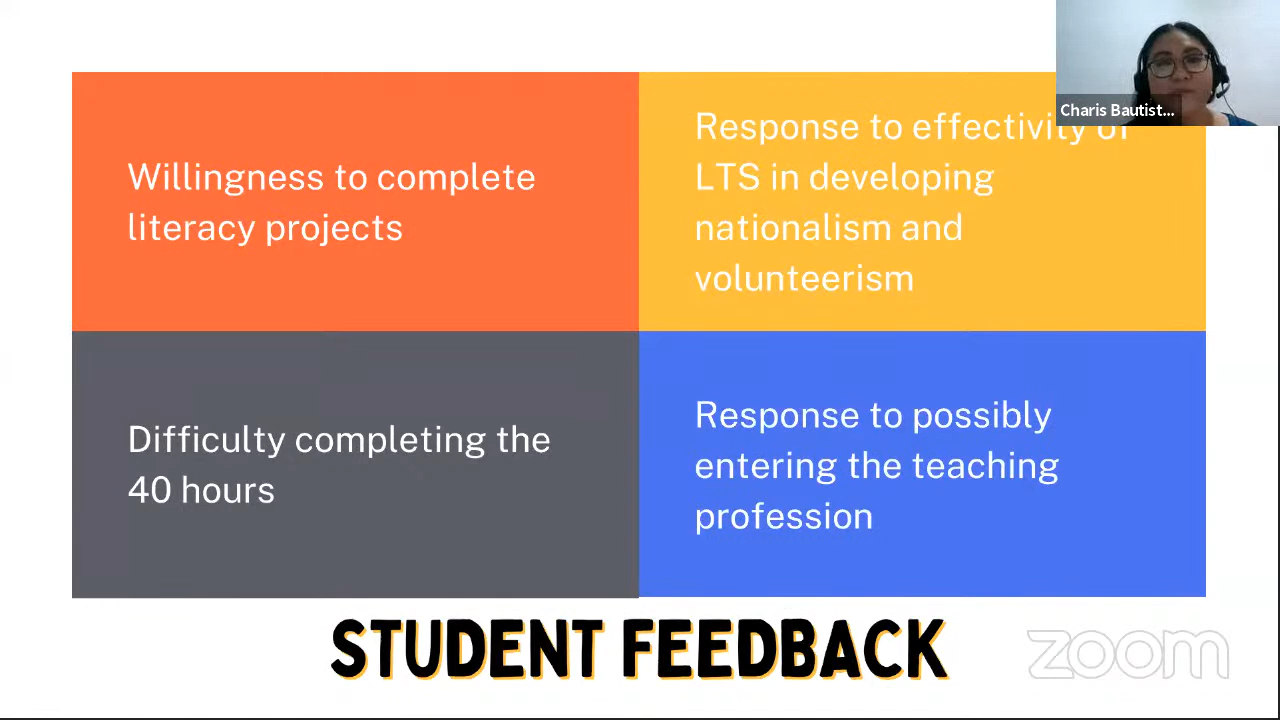 Charis Bautist...
Willingness to complete
literacy projects
Response to effectivity of
LTS in developing
nationalism and
volunteerism
Difficulty completing the
40 hours
Response to possibly
entering the teaching
profession
STUDENT FEEDBACK
zoom